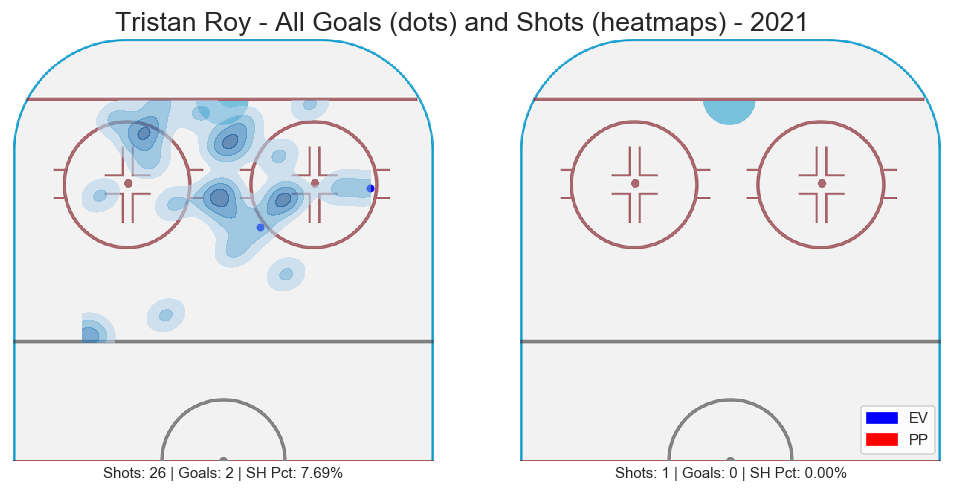 Tristan Roy - All Goals (dots) and Shots (heatmaps) - 2021
EV
PP
Shots: 26 | Goals: 2 | SH Pct: 7.69%
Shots: 1 | Goals: 0 | SH Pct: 0.00%